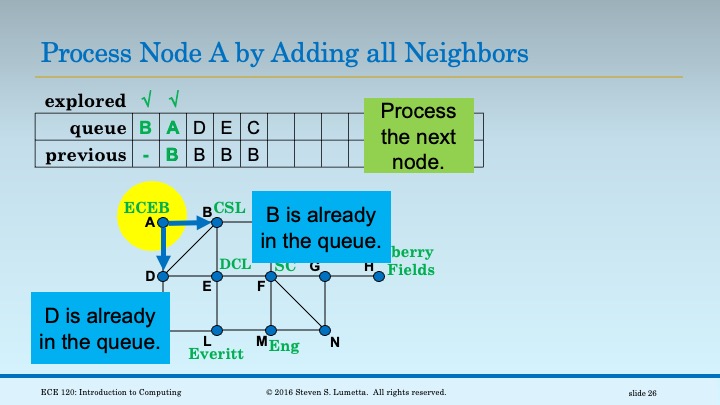 Process Node A by Adding all Neighbors
explored √ √
queue B A D E C
previous - B B B B
Process
the next
node.
ECEB
A
B CSL
B is already
in the queue.
berry
Fields
D
DCL
E
SC
F
G
H
D is already
in the queue.
L
Everitt
M Eng
N
ECE 120: Introduction to Computing © 2016 Steven S. Lumetta. All rights reserved. slide 26